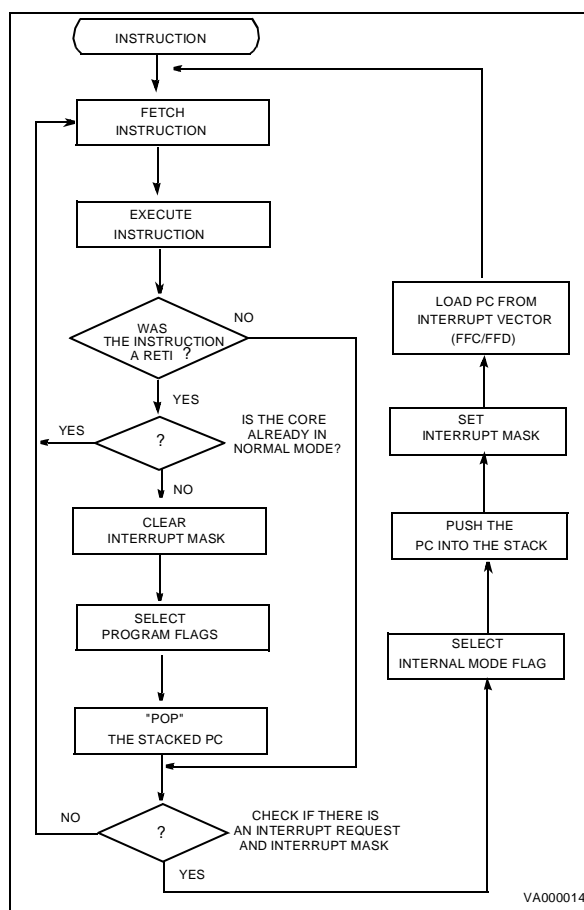 INSTRUCTION
FETCH
INSTRUCTION
EXECUTE
INSTRUCTION
WAS
THE INSTRUCTION
A RETI ?
NO
YES
?
IS THE CORE
ALREADY IN
NORMAL MODE?
YES
NO
CLEAR
INTERRUPT MASK
SELECT
PROGRAM FLAGS
"POP"
THE STACKED PC
?
CHECK IF THERE IS
AN INTERRUPT REQUEST
AND INTERRUPT MASK
NO
YES
LOAD PC FROM
INTERRUPT VECTOR
(FFC/FFD)
SET
INTERRUPT MASK
PUSH THE
PC INTO THE STACK
SELECT
INTERNAL MODE FLAG
VA000014